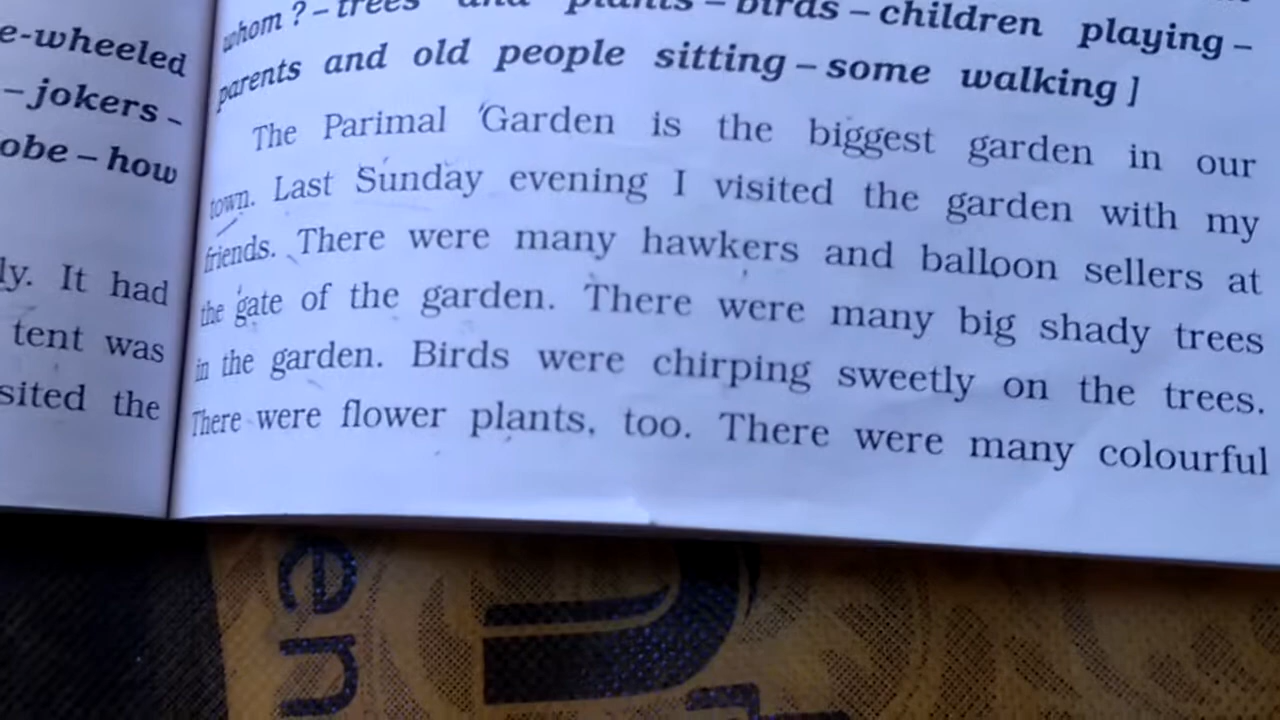 e-wheeled
– jokers –
obe – how
ly. It had
tent was
sited the
whom ? – trees and plants – birds – children playing –
parents and old people sitting – some walking ]
The Parimal Garden is the biggest garden in our
town. Last Sunday evening I visited the garden with my
friends. There were many hawkers and balloon sellers at
the gate of the garden. There were many big shady trees
in the garden. Birds were chirping sweetly on the trees.
There were flower plants, too. There were many colourful
en